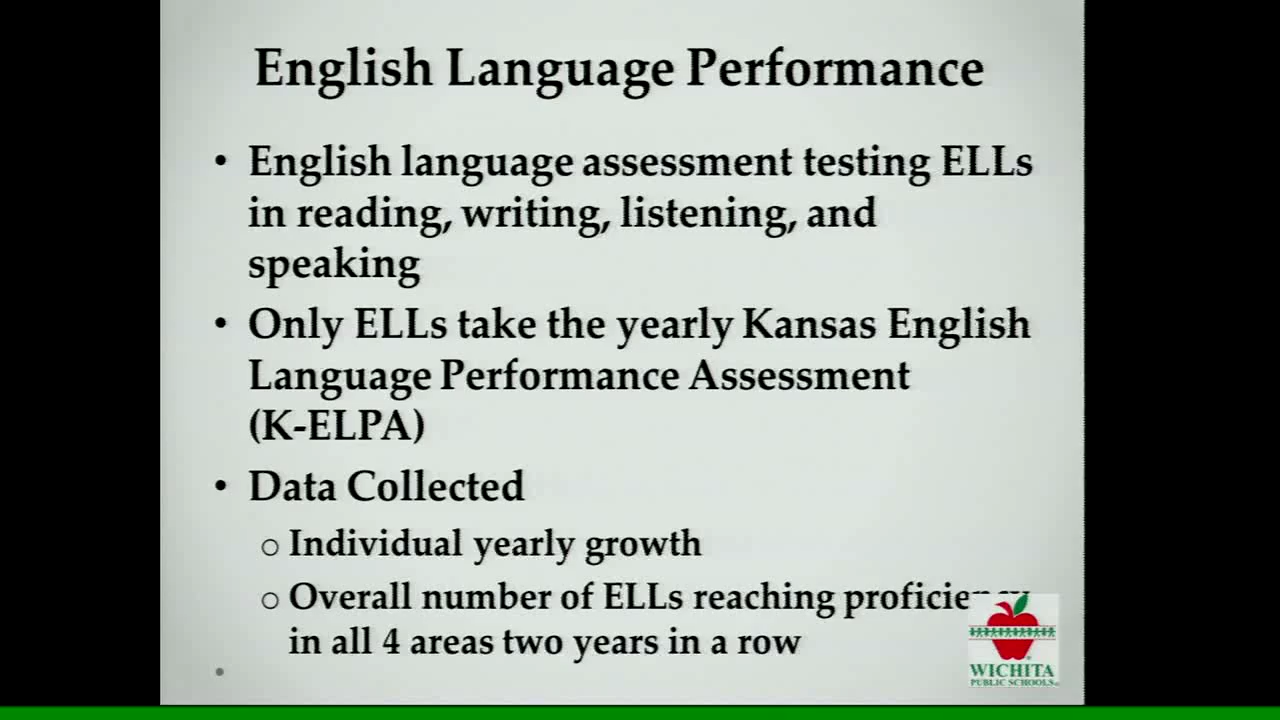 English Language Performance
• English language assessment testing ELLs
in reading, writing, listening, and
speaking
• Only ELLs take the yearly Kansas English
Language Performance Assessment
(K-ELPA)
• Data Collected
o Individual yearly growth
o Overall number of ELLs reaching proficiency
in all 4 areas two years in a row
•
WICHITA
PUBLIC SCHOOLS